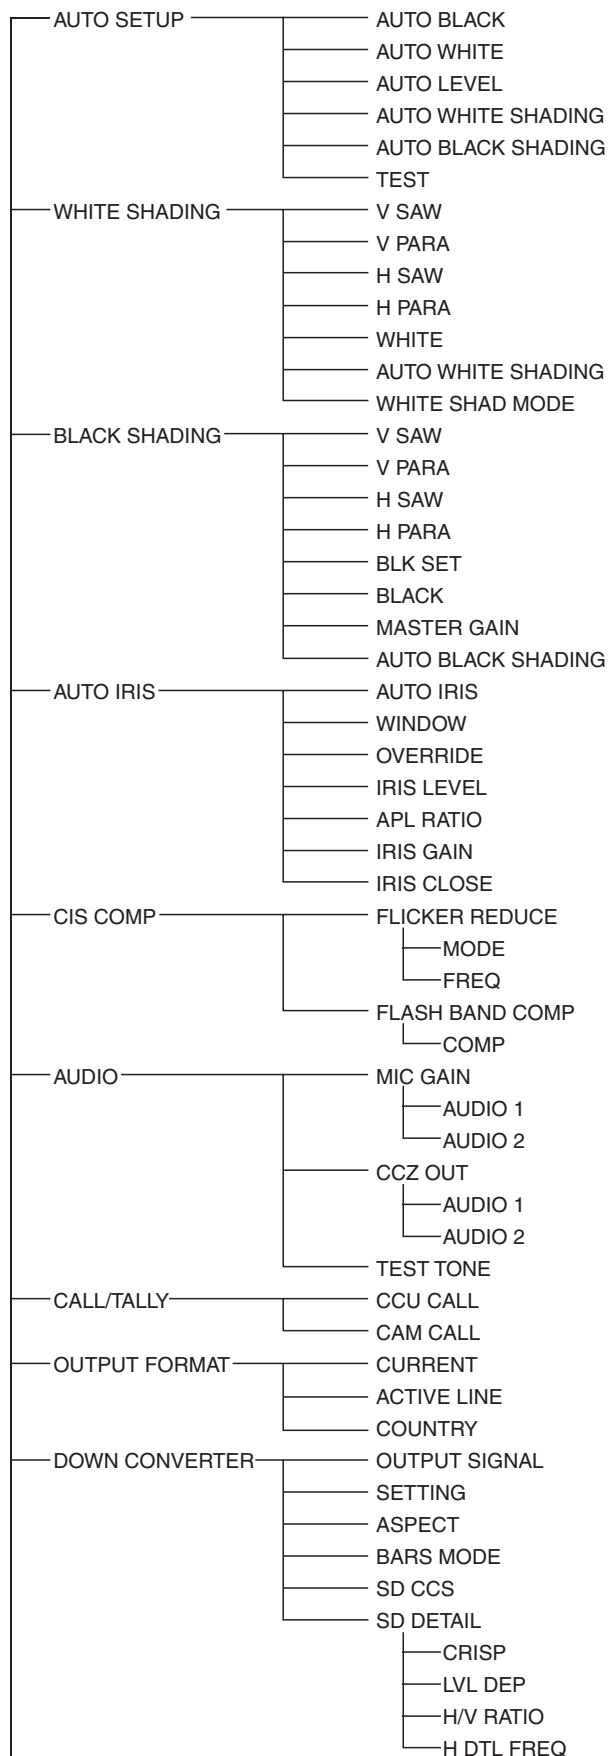 AUTO SETUP AUTO BLACK
AUTO WHITE
AUTO LEVEL
AUTO WHITE SHADING
AUTO BLACK SHADING
TEST
WHITE SHADING V SAW
V PARA
H SAW
H PARA
WHITE
AUTO WHITE SHADING
WHITE SHAD MODE
BLACK SHADING V SAW
V PARA
H SAW
H PARA
BLK SET
BLACK
MASTER GAIN
AUTO BLACK SHADING
AUTO IRIS AUTO IRIS
WINDOW
OVERRIDE
IRIS LEVEL
APL RATIO
IRIS GAIN
IRIS CLOSE
CIS COMP FLICKER REDUCE
MODE
FREQ
FLASH BAND COMP
COMP
AUDIO MIC GAIN
AUDIO 1
AUDIO 2
CCZ OUT
AUDIO 1
AUDIO 2
TEST TONE
CALL/TALLY CCU CALL
CAM CALL
OUTPUT FORMAT CURRENT
ACTIVE LINE
COUNTRY
DOWN CONVERTER OUTPUT SIGNAL
SETTING
ASPECT
BARS MODE
SD CCS
SD DETAIL
CRISP
LVL DEP
H/V RATIO
H DTL FREQ